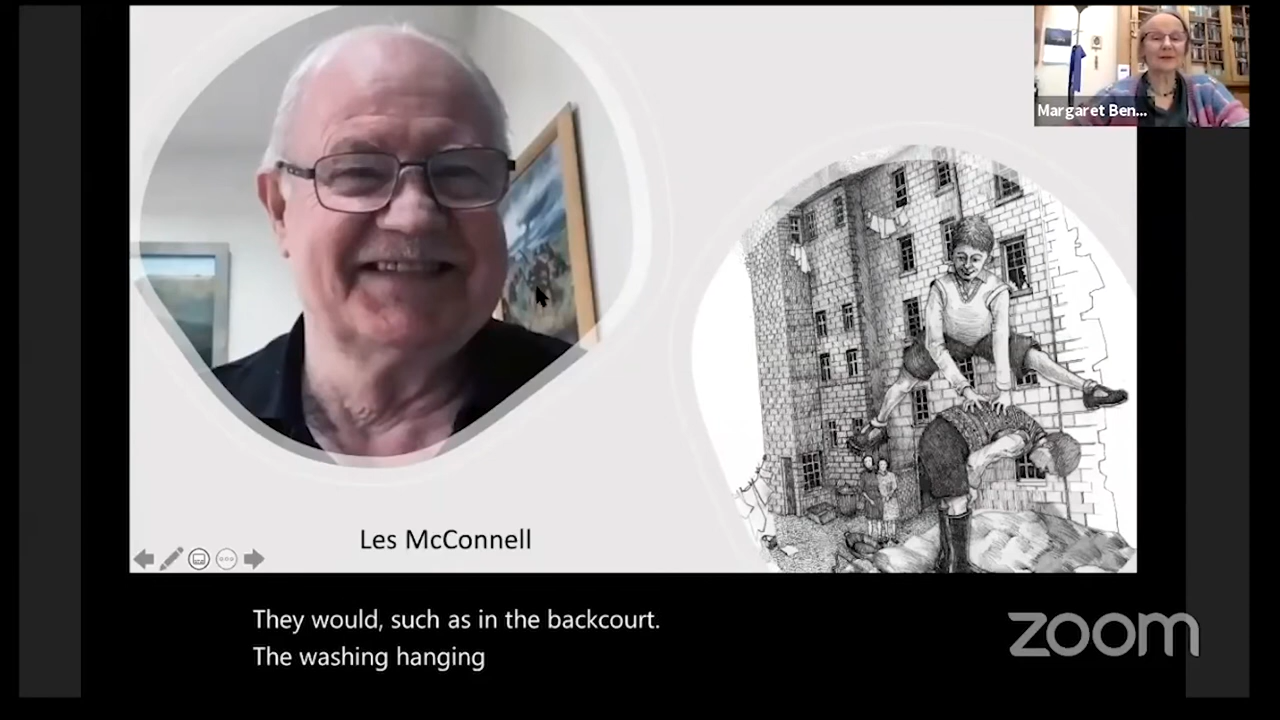 Margaret Ben...
Les McConnell
They would, such as in the backcourt.
The washing hanging
zoom